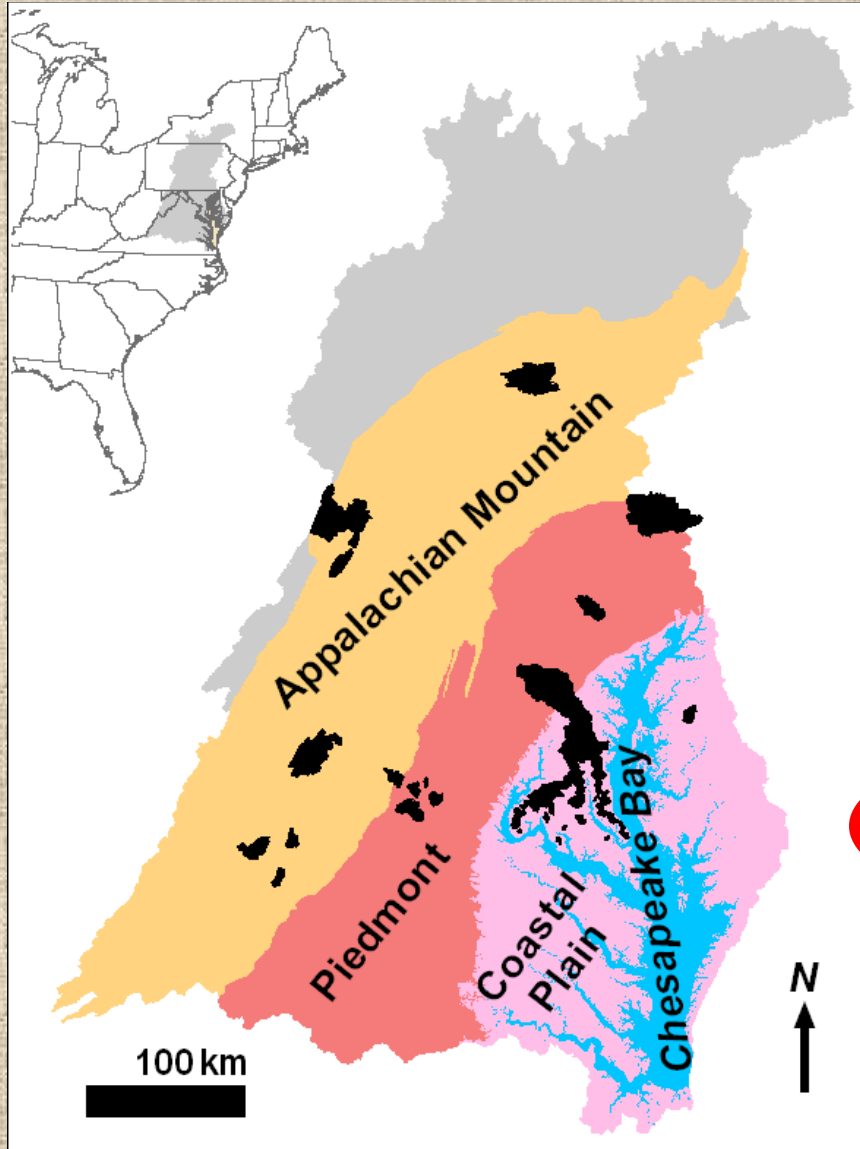 Appalachian Mountain
Piedmont
Coastal
Plain
Chesapeake Bay
N
100 km